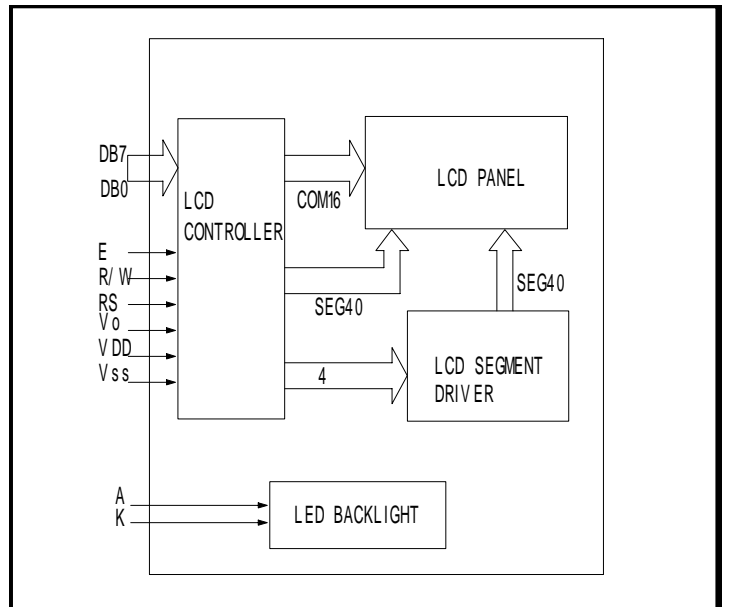 DB7
DB0
E
R/W
RS
Vo
VDD
Vss
LCD
CONTROLLER
COM16
LCD PANEL
SEG40
SEG40
4
LCD SEGMENT
DRIVER
A
K
LED BACKLIGHT